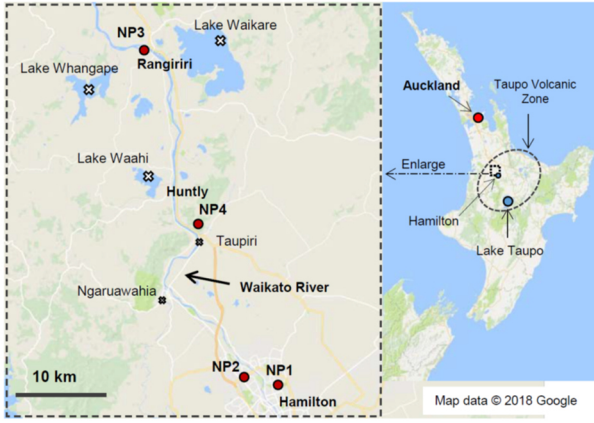 Lake Waikare
NP3
Rangiriri
Lake Whangape
Lake Waahi
Huntly
NP4
Taupiri
Waikato River
Ngaruawahia
NP2
NP1
10 km
Hamilton
Auckland
Taupo Volcanic
Zone
Enlarge
Hamilton
Lake Taupo
Map data © 2018 Google